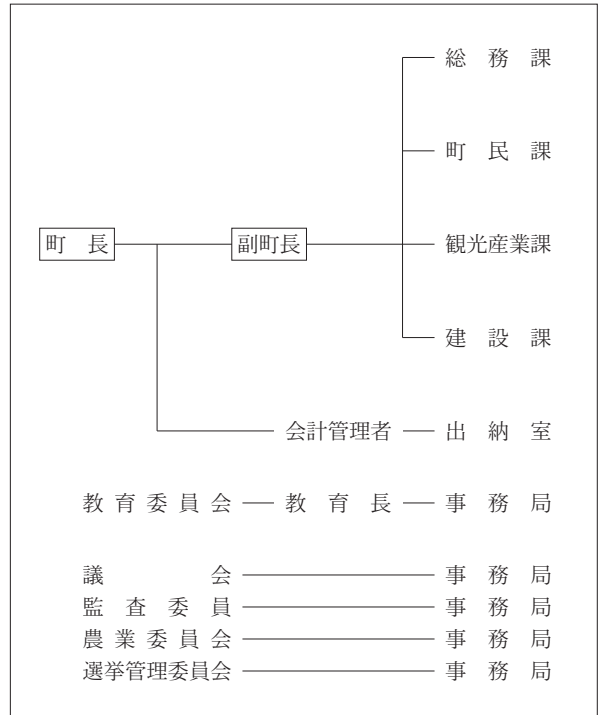 総務課
町民課
町長 副町長 観光産業課
建設課
会計管理者 出納室
教育委員会 教育長 事務局
議会 事務局
監査委員 事務局
農業委員会 事務局
選挙管理委員会 事務局